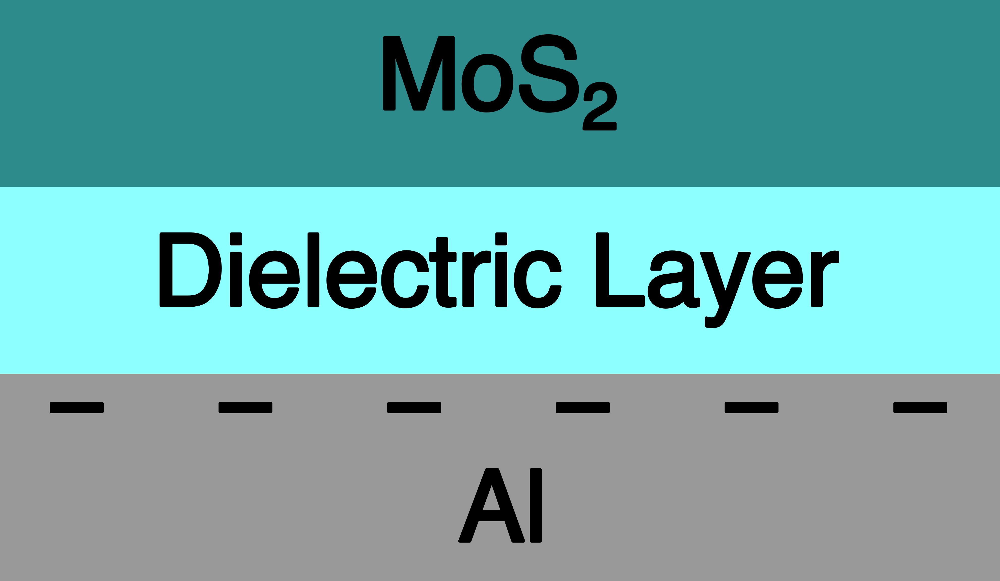 MoS₂
Dielectric Layer
— — — — — —
Al